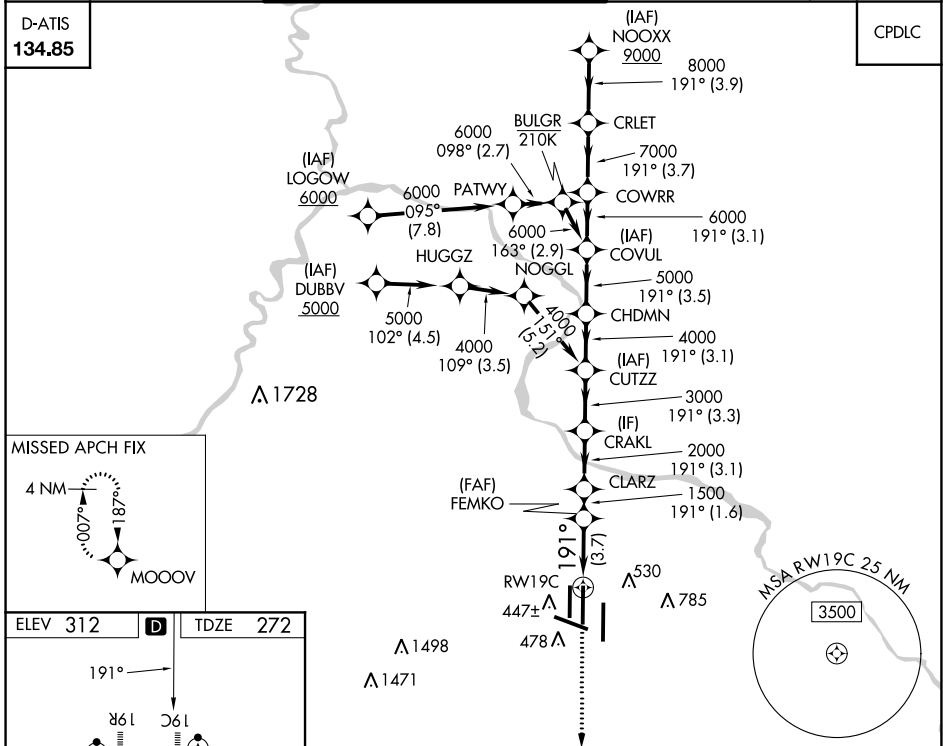 D-ATIS
134.85
CPDLC
(IAF)
NOOXX
9000
8000
191° (3.9)
CRLET
7000
191° (3.7)
BULGR
210K
6000
098° (2.7)
COWRR
(IAF)
LOGOW
6000
6000
095°
(7.8)
PATWY
6000
191° (3.1)
6000
163° (2.9)
(IAF)
COVUL
HUGGZ
NOGGL
(IAF)
DUBBV
5000
5000
191° (3.5)
CHDMN
5000
102° (4.5)
4000
109° (3.5)
4000
151°
(5.2)
4000
191° (3.1)
(IAF)
CUTZZ
1728
3000
191° (3.3)
(IF)
CRAKL
2000
191° (3.1)
MISSED APCH FIX
4 NM
007°
187°
MOOOV
(FAF)
FEMKO
CLARZ
1500
191° (1.6)
191°
(3.7)
RW19C
530
447±
785
478
1498
1471
MSA RW19C 25 NM
3500
ELEV 312
D
TDZE 272
191°
19R
19C